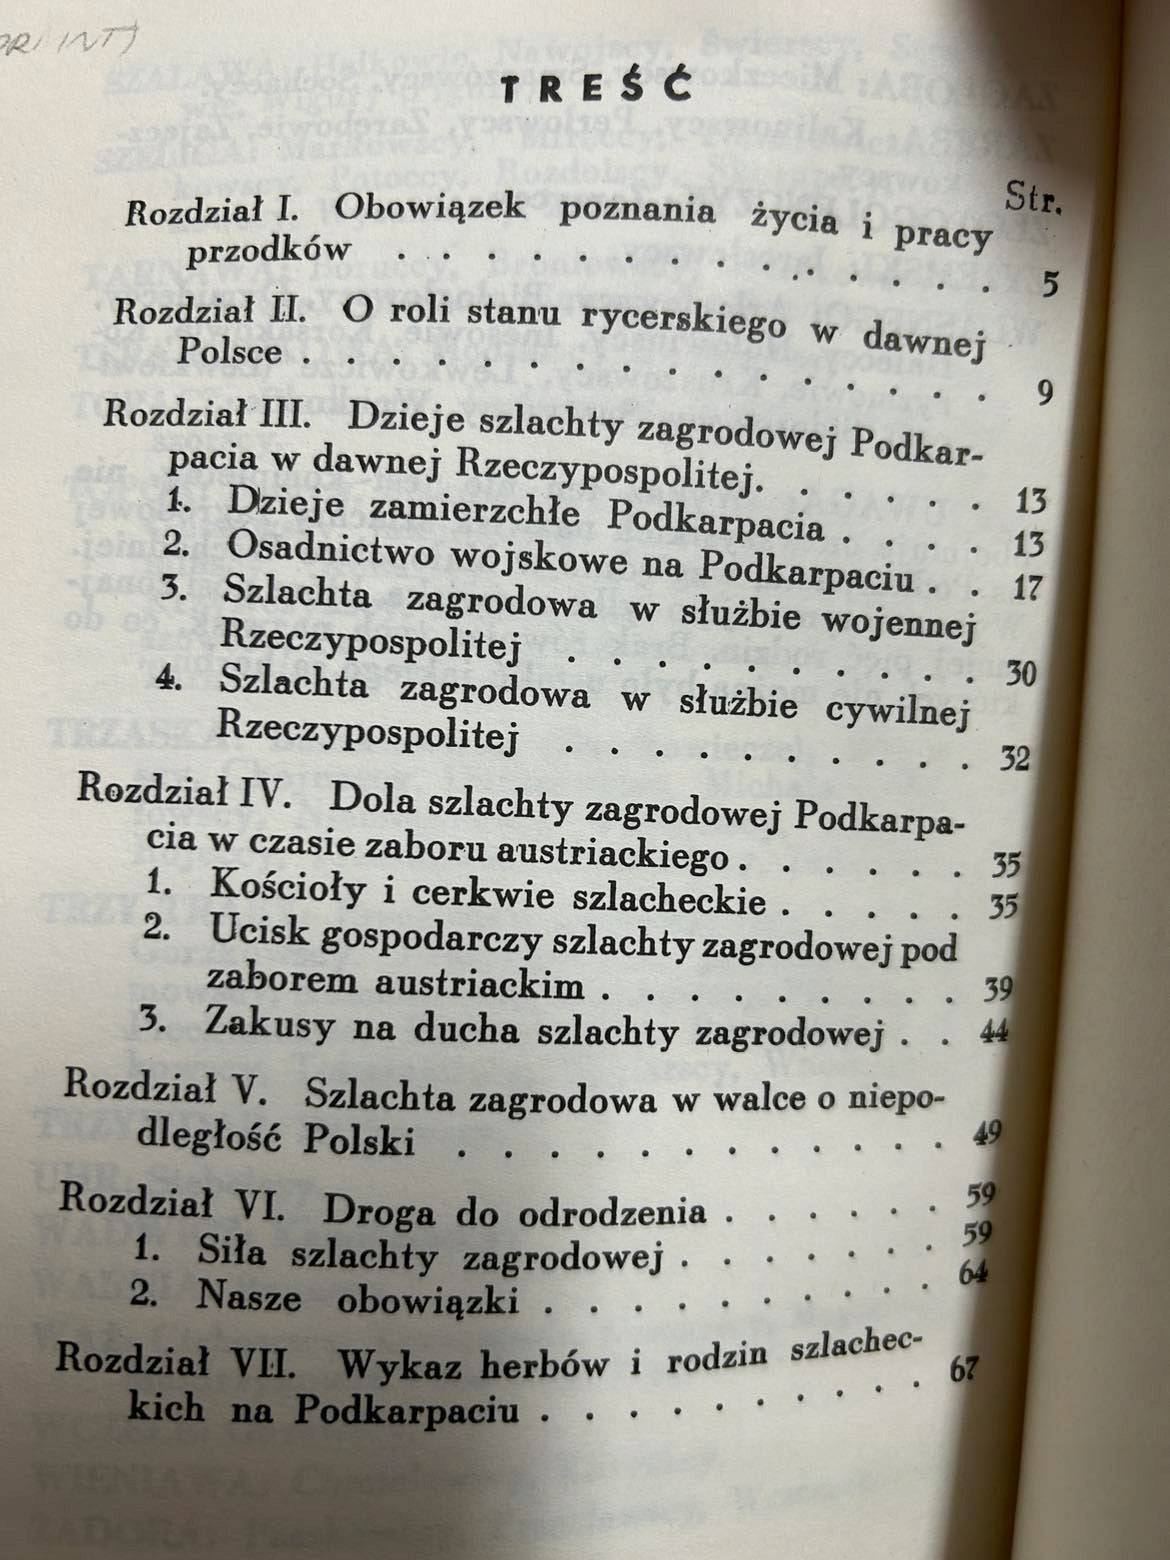 TREŚĆ
Str.
Rozdział I. Obowiązek poznania życia i pracy
przodków . . . . . . . . . . . . . 5
Rozdział II. O roli stanu rycerskiego w dawnej
Polsce . . . . . . . . . . . . . . . 9
Rozdział III. Dzieje szlachty zagrodowej Podkar-
pacia w dawnej Rzeczypospolitej. . . . . . 13
1. Dzieje zamierzchłe Podkarpacia . . . . 13
2. Osadnictwo wojskowe na Podkarpaciu . . 17
3. Szlachta zagrodowa w służbie wojennej
Rzeczypospolitej . . . . . . . . . 30
4. Szlachta zagrodowa w służbie cywilnej
Rzeczypospolitej . . . . . . . . . 32
Rozdział IV. Dola szlachty zagrodowej Podkarpa-
cia w czasie zaboru austriackiego . . . . . . 35
1. Kościoły i cerkwie szlacheckie . . . . . 35
2. Ucisk gospodarczy szlachty zagrodowej pod
zaborem austriackim . . . . . . . . . 39
3. Zakusy na ducha szlachty zagrodowej . . 44
Rozdział V. Szlachta zagrodowa w walce o niepo-
dległość Polski . . . . . . . . . . . . 49
Rozdział VI. Droga do odrodzenia . . . . . . 59
1. Siła szlachty zagrodowej . . . . . . . 59
2. Nasze obowiązki . . . . . . . . . . 64
Rozdział VII. Wykaz herbów i rodzin szlachec-
kich na Podkarpaciu . . . . . . . . . . 67